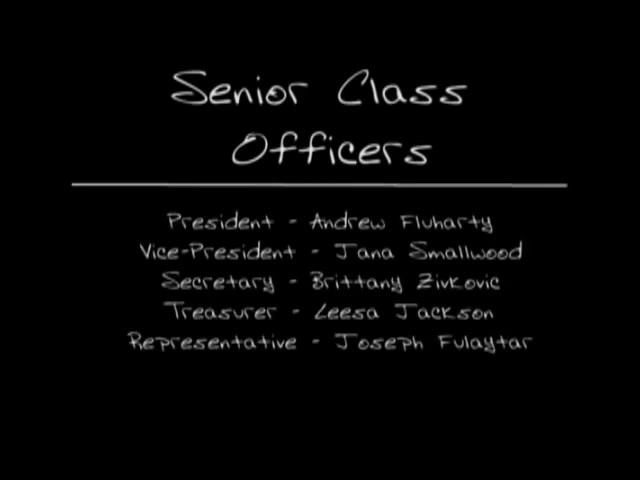 Senior Class
Officers
President - Andrew Fluharty
Vice-President - Jana Smallwood
Secretary - Brittany Zivkovic
Treasurer - Leesa Jackson
Representative - Joseph Fulaytar